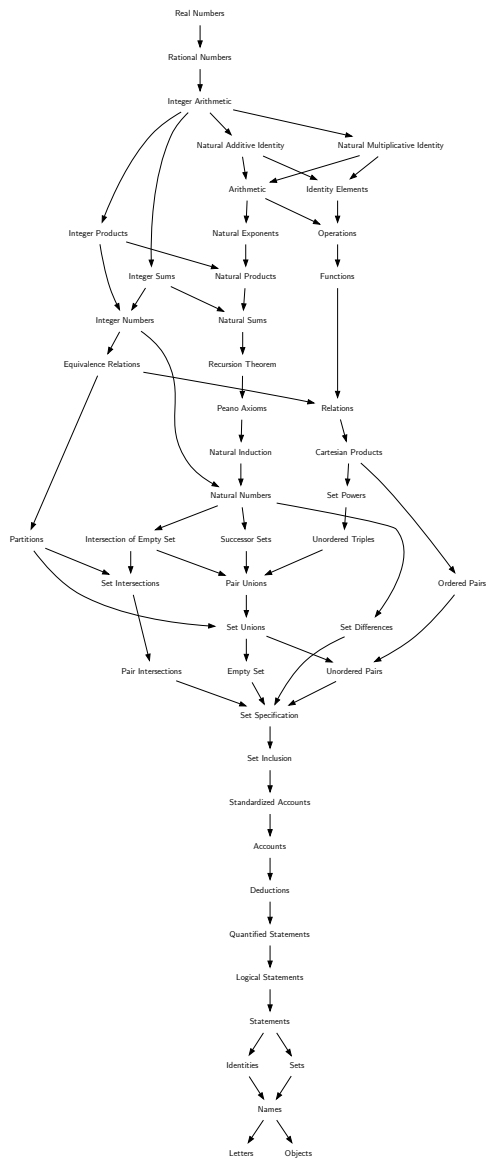 Real Numbers
Rational Numbers
Integer Arithmetic
Natural Additive Identity
Natural Multiplicative Identity
Arithmetic
Identity Elements
Integer Products
Natural Exponents
Operations
Integer Sums
Natural Products
Functions
Integer Numbers
Natural Sums
Equivalence Relations
Recursion Theorem
Peano Axioms
Relations
Natural Induction
Cartesian Products
Natural Numbers
Set Powers
Partitions
Intersection of Empty Set
Successor Sets
Unordered Triples
Set Intersections
Pair Unions
Ordered Pairs
Set Unions
Set Differences
Pair Intersections
Empty Set
Unordered Pairs
Set Specification
Set Inclusion
Standardized Accounts
Accounts
Deductions
Quantified Statements
Logical Statements
Statements
Identities
Sets
Names
Letters
Objects